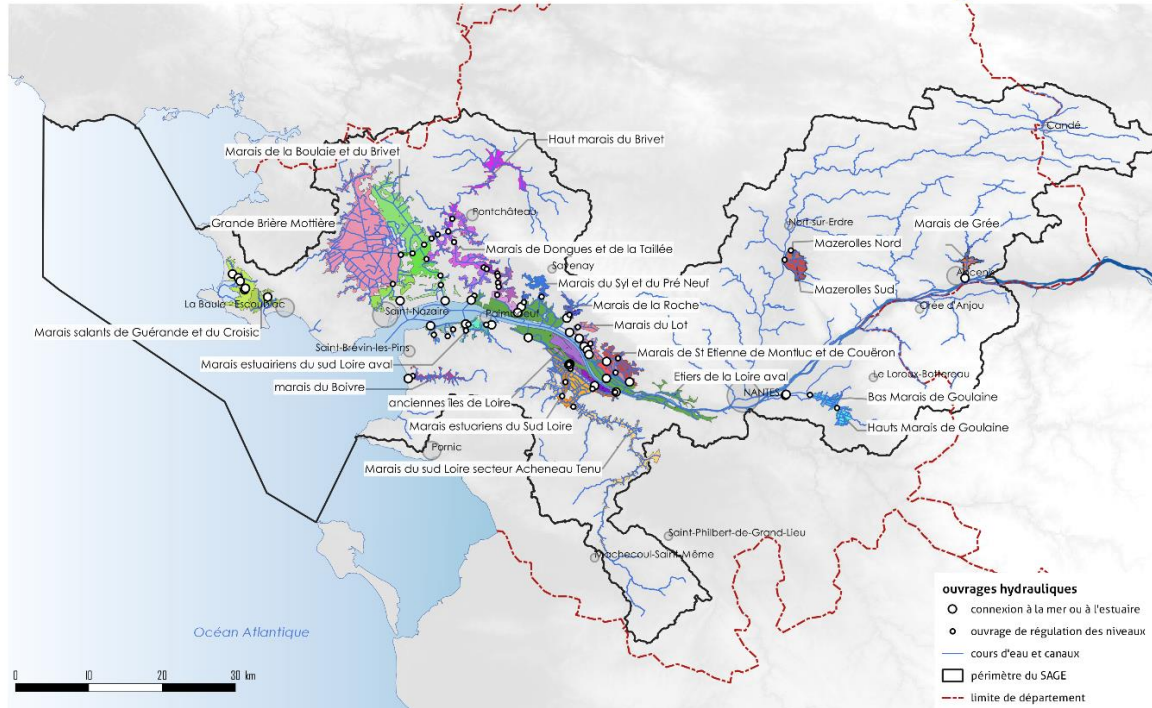 Candé
Haut marais du Brivet
Marais de la Boulaie et du Brivet
Pontchâteau
Grande Brière Mottière
Nort-sur-Erdre
Marais de Grée
Mazerolles Nord
Marais de Donges et de la Taillée
Savenay
Ancenis
Marais du Syl et du Pré Neuf
Mazerolles Sud
La Baule - Escoublac
Marais de la Roche
Orée d'Anjou
Saint-Nazaire
Paimboeuf
Marais du Lot
Marais salants de Guérande et du Croisic
Saint-Brévin-les-Pins
Marais de St Etienne de Montluc et de Couëron
Marais estuairiens du sud Loire aval
Etiers de la Loire aval
Le Loroux-Bottereau
marais du Boivre
NANTES
Bas Marais de Goulaine
anciennes îles de Loire
Marais estuariens du Sud Loire
Hauts Marais de Goulaine
Pornic
Marais du sud Loire secteur Acheneau Tenu
Saint-Philbert-de-Grand-Lieu
Machecoul-Saint-Même
Océan Atlantique
ouvrages hydrauliques
connexion à la mer ou à l'estuaire
ouvrage de régulation des niveaux
cours d'eau et canaux
périmètre du SAGE
limite de département
0 10 20 30 km